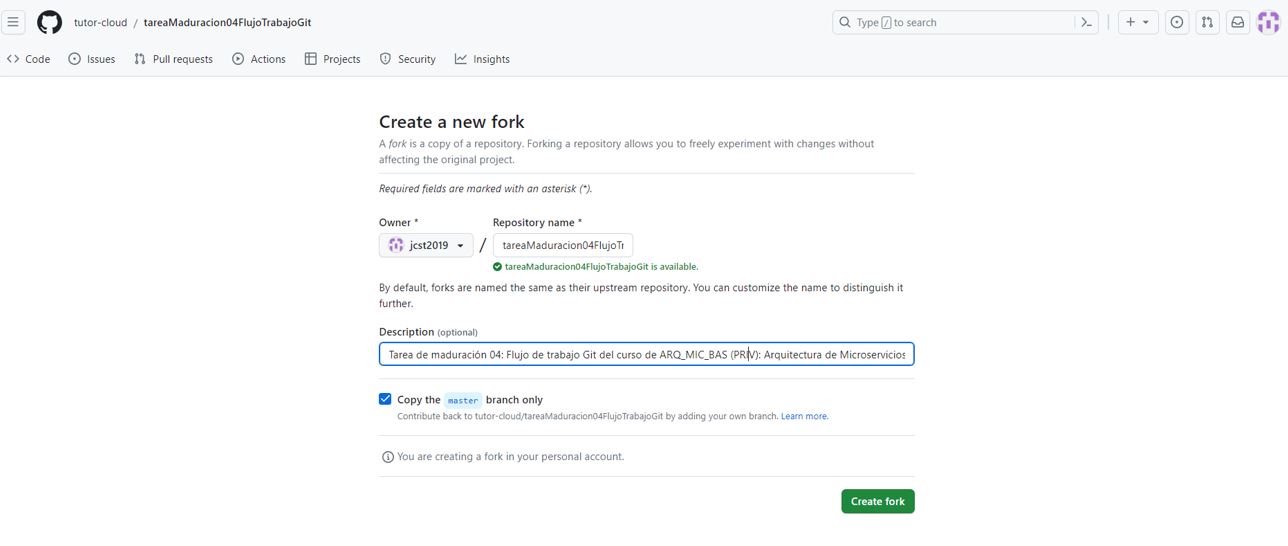 tutor-cloud / tareaMaduracion04FlujoTrabajoGit
Type / to search
Code Issues Pull requests Actions Projects Security Insights
Create a new fork
A fork is a copy of a repository. Forking a repository allows you to freely experiment with changes without
affecting the original project.
Required fields are marked with an asterisk (*).
Owner * Repository name *
jcst2019 / tareaMaduracion04FlujoTr
tareaMaduracion04FlujoTrabajoGit is available.
By default, forks are named the same as their upstream repository. You can customize the name to distinguish it
further.
Description (optional)
Tarea de maduración 04: Flujo de trabajo Git del curso de ARQ_MIC_BAS (PRIV): Arquitectura de Microservicios
Copy the master branch only
Contribute back to tutor-cloud/tareaMaduracion04FlujoTrabajoGit by adding your own branch. Learn more.
You are creating a fork in your personal account.
Create fork